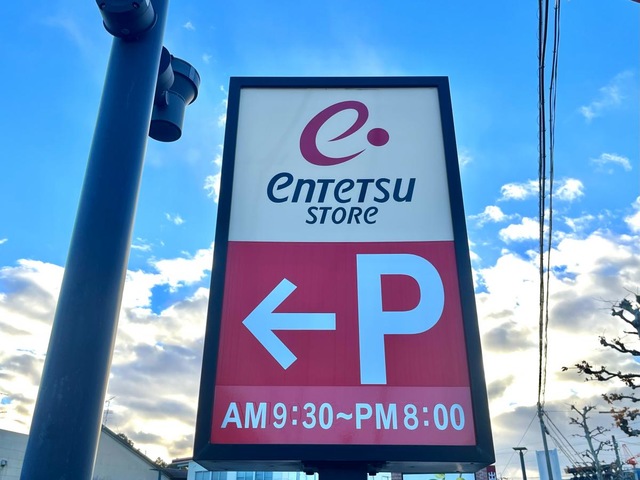 entetsu
STORE
←P
AM9:30~PM8:00